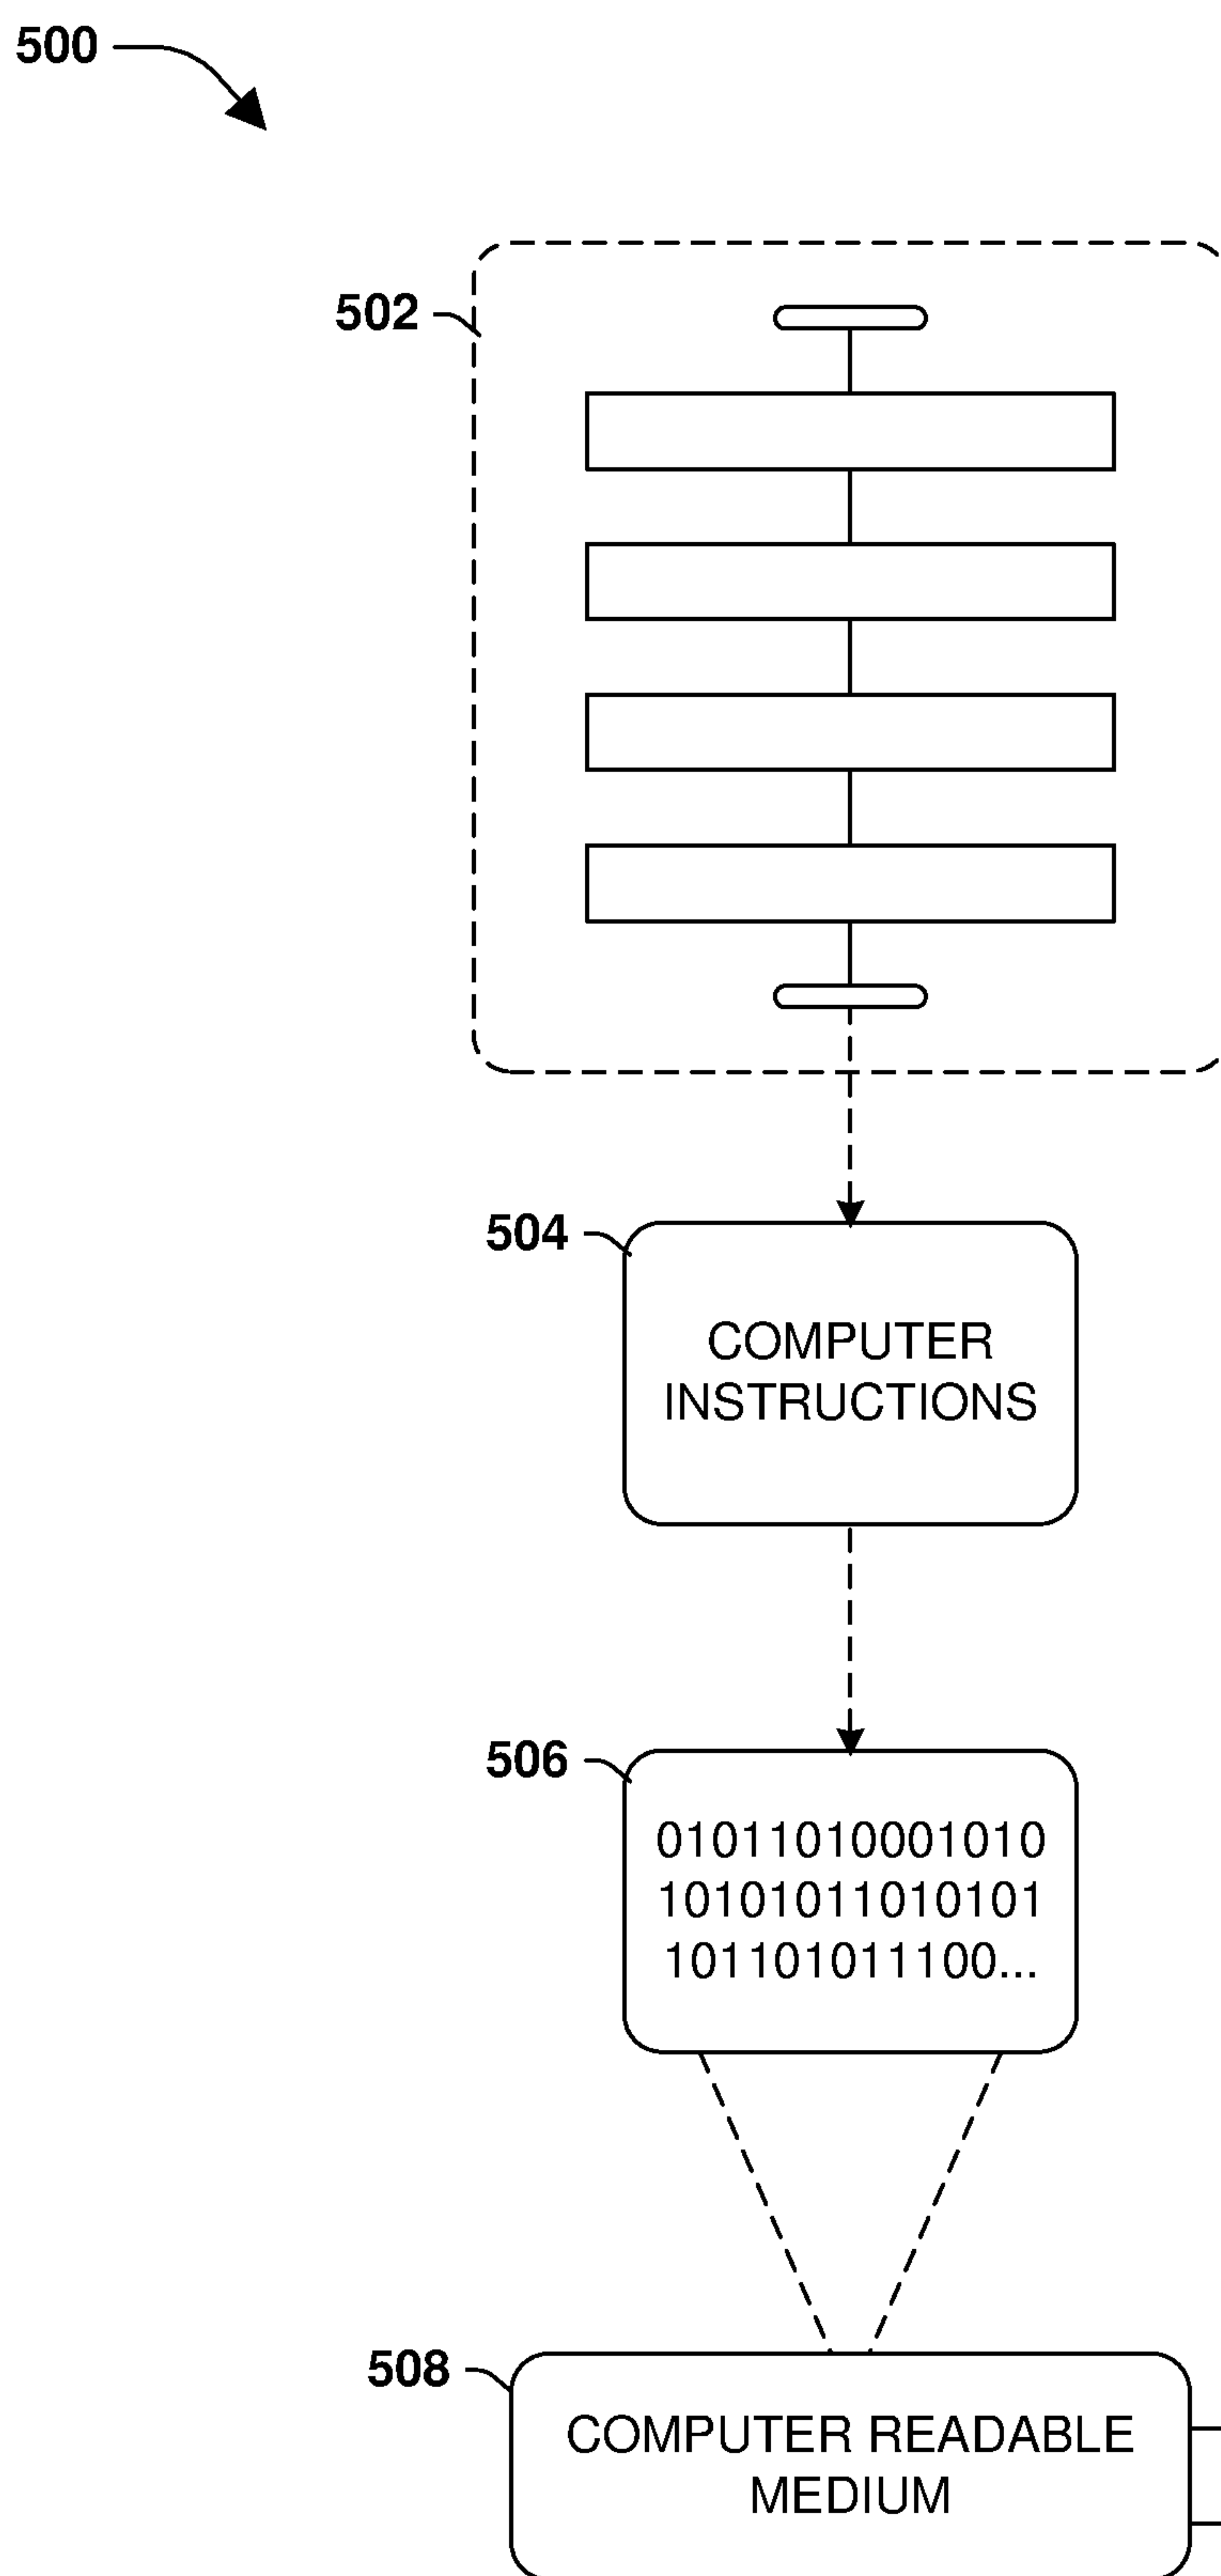 500
502
504
COMPUTER
INSTRUCTIONS
506
01011010001010
10101011010101
101101011100...
508
COMPUTER READABLE
MEDIUM